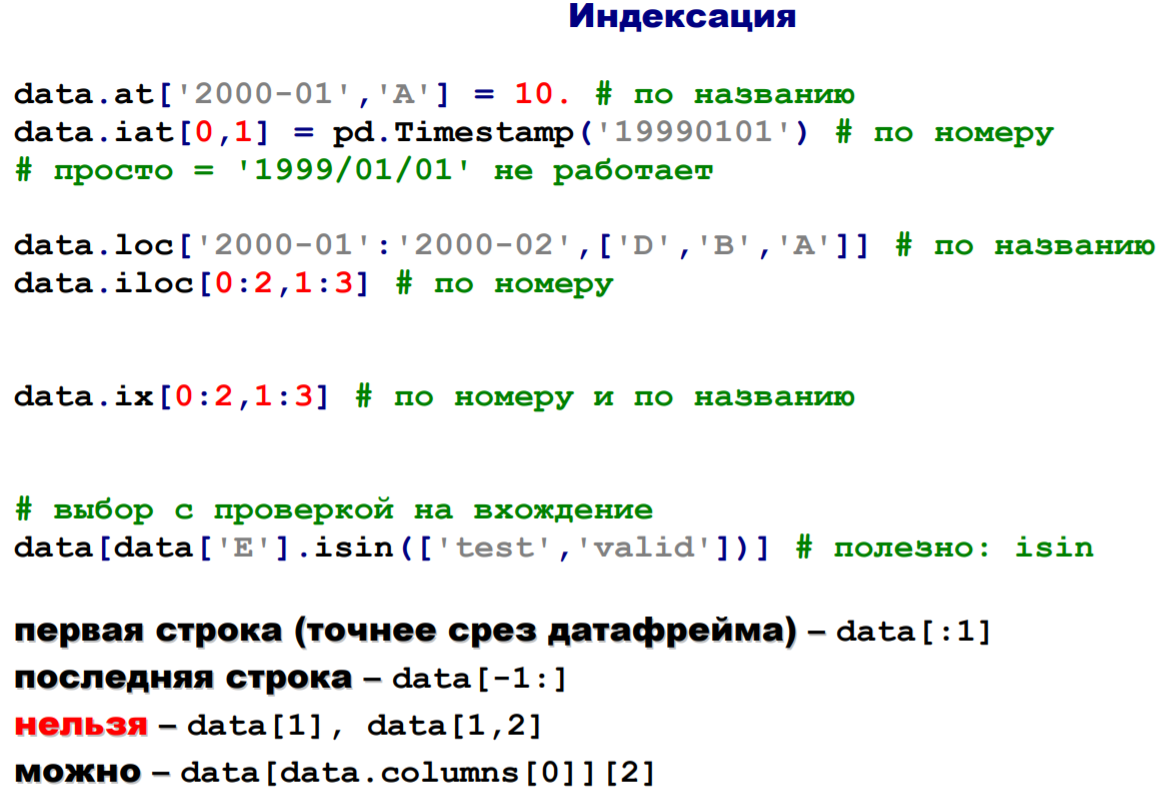 Индексация
data.at['2000-01','A'] = 10. # по названию
data.iat[0,1] = pd.Timestamp('19990101') # по номеру
# просто = '1999/01/01' не работает
data.loc['2000-01':'2000-02',['D','B','A']] # по названию
data.iloc[0:2,1:3] # по номеру
data.ix[0:2,1:3] # по номеру и по названию
# выбор с проверкой на вхождение
data[data['E'].isin(['test','valid'])] # полезно: isin
первая строка (точнее срез датафрейма) – data[:1]
последняя строка – data[-1:]
нельзя – data[1], data[1,2]
можно – data[data.columns[0]][2]